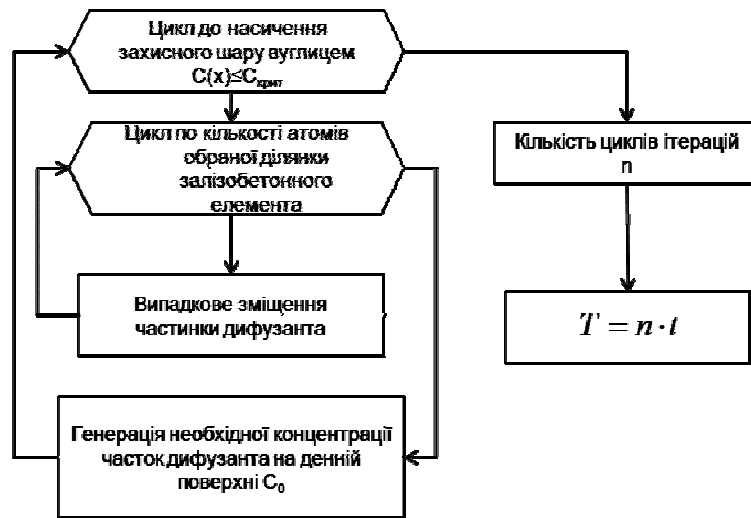 Цикл до насичення
захисного шару вуглицем
C(x)≤Cкрит
Цикл по кількості атомів
обраної ділянки
залізобетонного
елемента
Випадкове зміщення
частинки дифузанта
Генерація необхідної концентрації
часток дифузанта на денній
поверхні C₀
Кількість циклів ітерацій
n
T = n · t